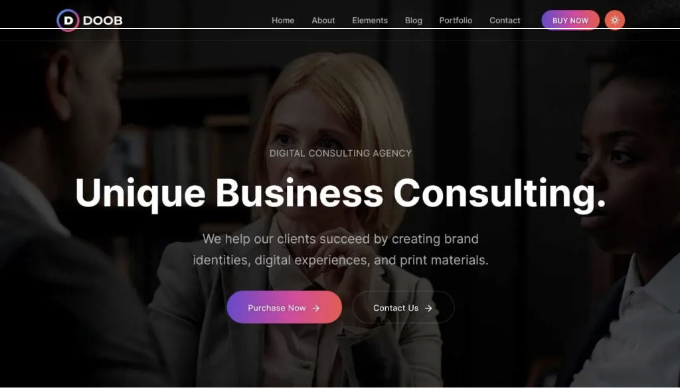 D DOOB
Home About Elements Blog Portfolio Contact BUY NOW
DIGITAL CONSULTING AGENCY
Unique Business Consulting.
We help our clients succeed by creating brand
identities, digital experiences, and print materials.
Purchase Now → Contact Us →